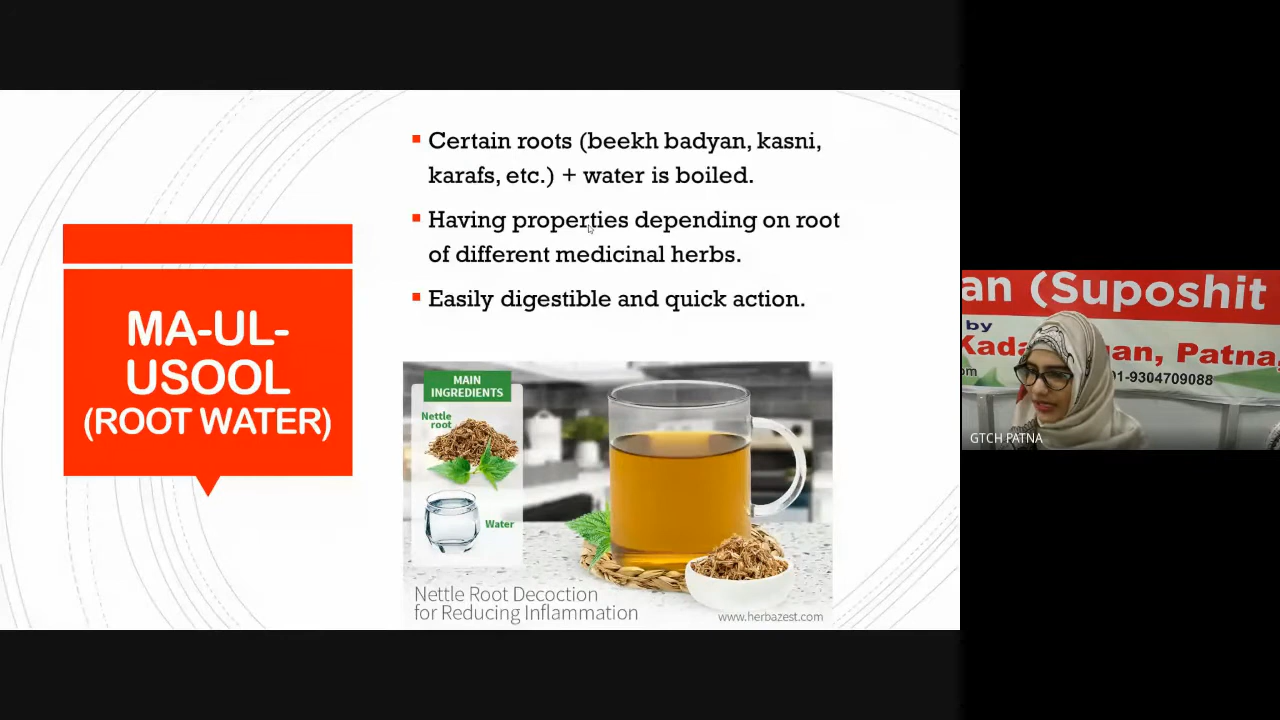 MA-UL-
USOOL
(ROOT WATER)
▪ Certain roots (beekh badyan, kasni,
karafs, etc.) + water is boiled.
▪ Having properties depending on root
of different medicinal herbs.
▪ Easily digestible and quick action.
MAIN
INGREDIENTS
Nettle
root
Water
Nettle Root Decoction
for Reducing Inflammation
www.herbazest.com
an (Suposhit
by
Kada
an, Patna,
om
01-9304709088
GTCH PATNA